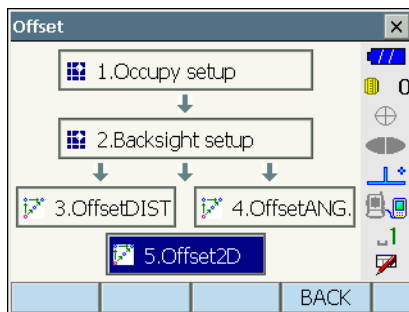 Offset
1.Occupy setup
0
2.Backsight setup
3.OffsetDIST
4.OffsetANG.
1
5.Offset2D
BACK